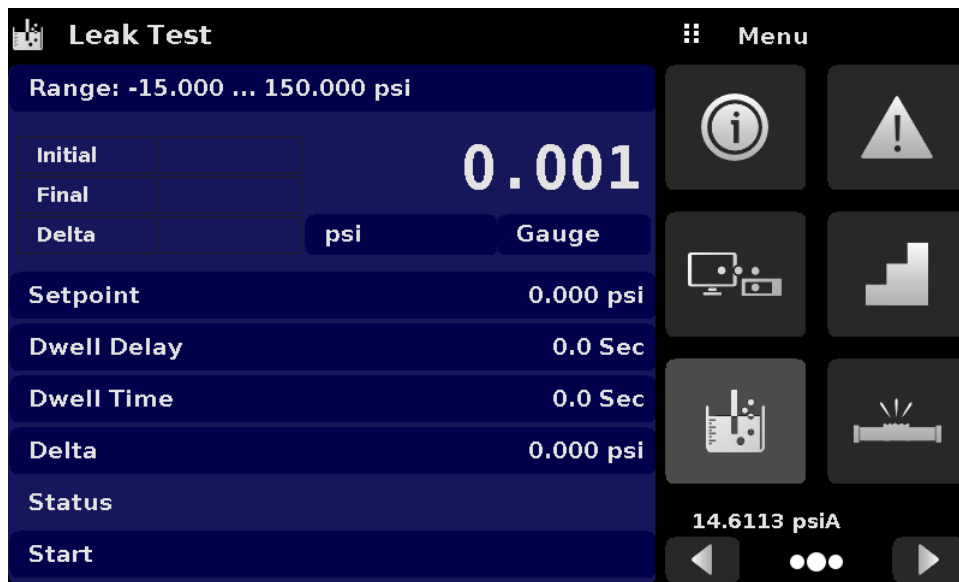 Leak Test
Menu
Range: -15.000 ... 150.000 psi
Initial
Final
Delta
0.001
psi
Gauge
Setpoint 0.000 psi
Dwell Delay 0.0 Sec
Dwell Time 0.0 Sec
Delta 0.000 psi
Status
Start
14.6113 psiA